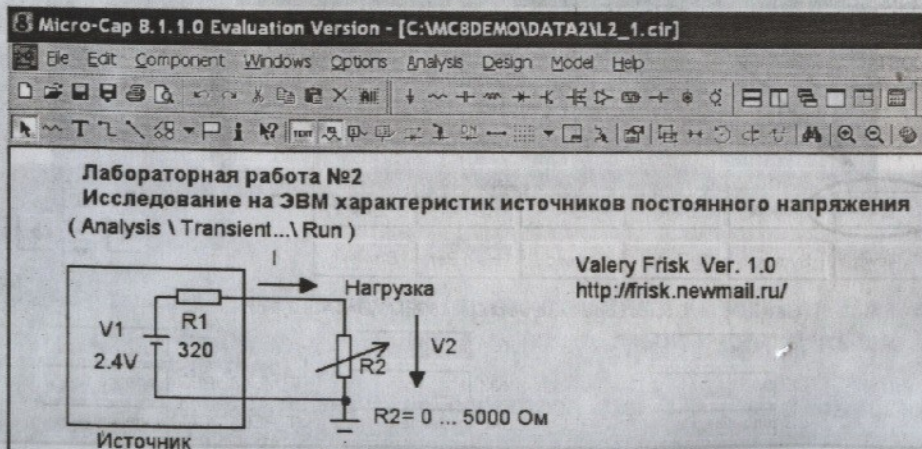 Micro-Cap 8.1.1.0 Evaluation Version - [C:\MC8DEMO\DATA2\L2_1.cir]
File Edit Component Windows Options Analysis Design Model Help
TEXT
Лабораторная работа №2
Исследование на ЭВМ характеристик источников постоянного напряжения
( Analysis \ Transient...\ Run )
Valery Frisk Ver. 1.0
http://frisk.newmail.ru/
I
Нагрузка
V1
2.4V
R1
320
R2
V2
R2= 0 ... 5000 Ом
Источник